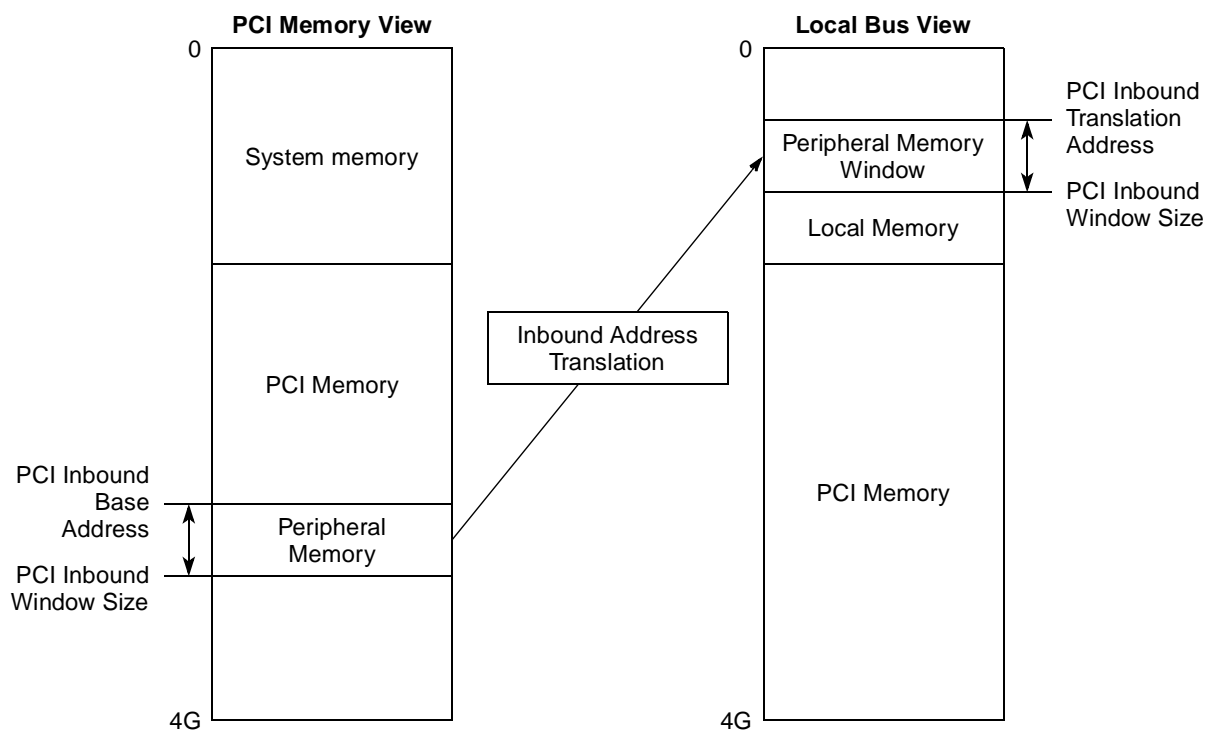 PCI Memory View
0
System memory
PCI Memory
PCI Inbound
Base
Address
Peripheral
Memory
PCI Inbound
Window Size
4G
Inbound Address
Translation
Local Bus View
0
PCI Inbound
Translation
Address
Peripheral Memory
Window
PCI Inbound
Window Size
Local Memory
PCI Memory
4G